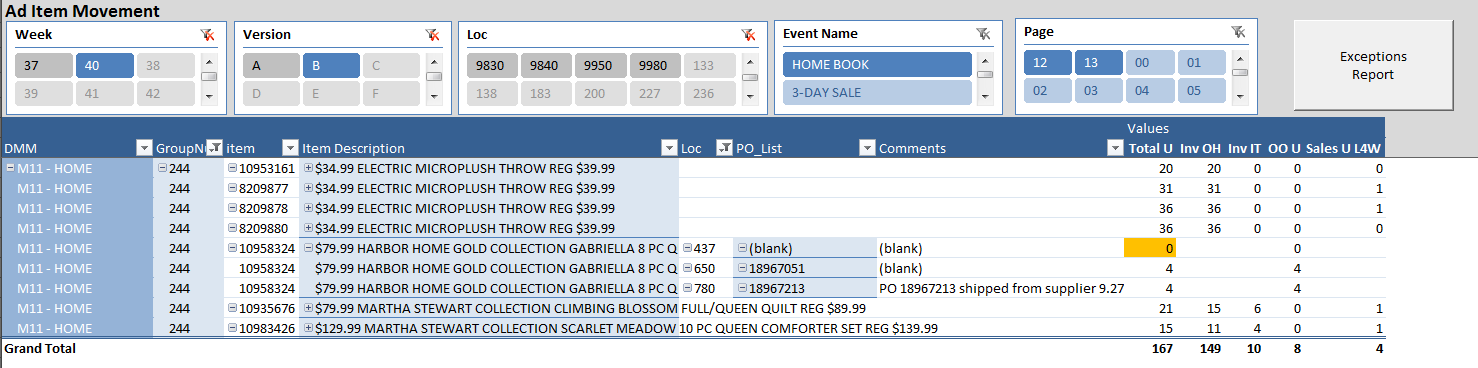 Ad Item Movement
Week
Version
Loc
Event Name
Page
37 40 38
39 41 42
A B C
D E F
9830 9840 9950 9980 133
138 183 200 227 236
HOME BOOK
3-DAY SALE
12 13 00 01
02 03 04 05
Exceptions
Report
Values
DMM GroupN item Item Description Loc PO_List Comments Total U Inv OH Inv IT OO U Sales U L4W
M11 - HOME 244 10953161 $34.99 ELECTRIC MICROPLUSH THROW REG $39.99 20 20 0 0 0
M11 - HOME 244 8209877 $34.99 ELECTRIC MICROPLUSH THROW REG $39.99 31 31 0 0 1
M11 - HOME 244 8209878 $34.99 ELECTRIC MICROPLUSH THROW REG $39.99 36 36 0 0 1
M11 - HOME 244 8209880 $34.99 ELECTRIC MICROPLUSH THROW REG $39.99 36 36 0 0 0
M11 - HOME 244 10958324 $79.99 HARBOR HOME GOLD COLLECTION GABRIELLA 8 PC Q 437 (blank) (blank) 0 0
M11 - HOME 244 10958324 $79.99 HARBOR HOME GOLD COLLECTION GABRIELLA 8 PC Q 650 18967051 (blank) 4 4
M11 - HOME 244 10958324 $79.99 HARBOR HOME GOLD COLLECTION GABRIELLA 8 PC Q 780 18967213 PO 18967213 shipped from supplier 9.27 4 4
M11 - HOME 244 10935676 $79.99 MARTHA STEWART COLLECTION CLIMBING BLOSSOM FULL/QUEEN QUILT REG $89.99 21 15 6 0 1
M11 - HOME 244 10983426 $129.99 MARTHA STEWART COLLECTION SCARLET MEADOW 10 PC QUEEN COMFORTER SET REG $139.99 15 11 4 0 1
Grand Total 167 149 10 8 4